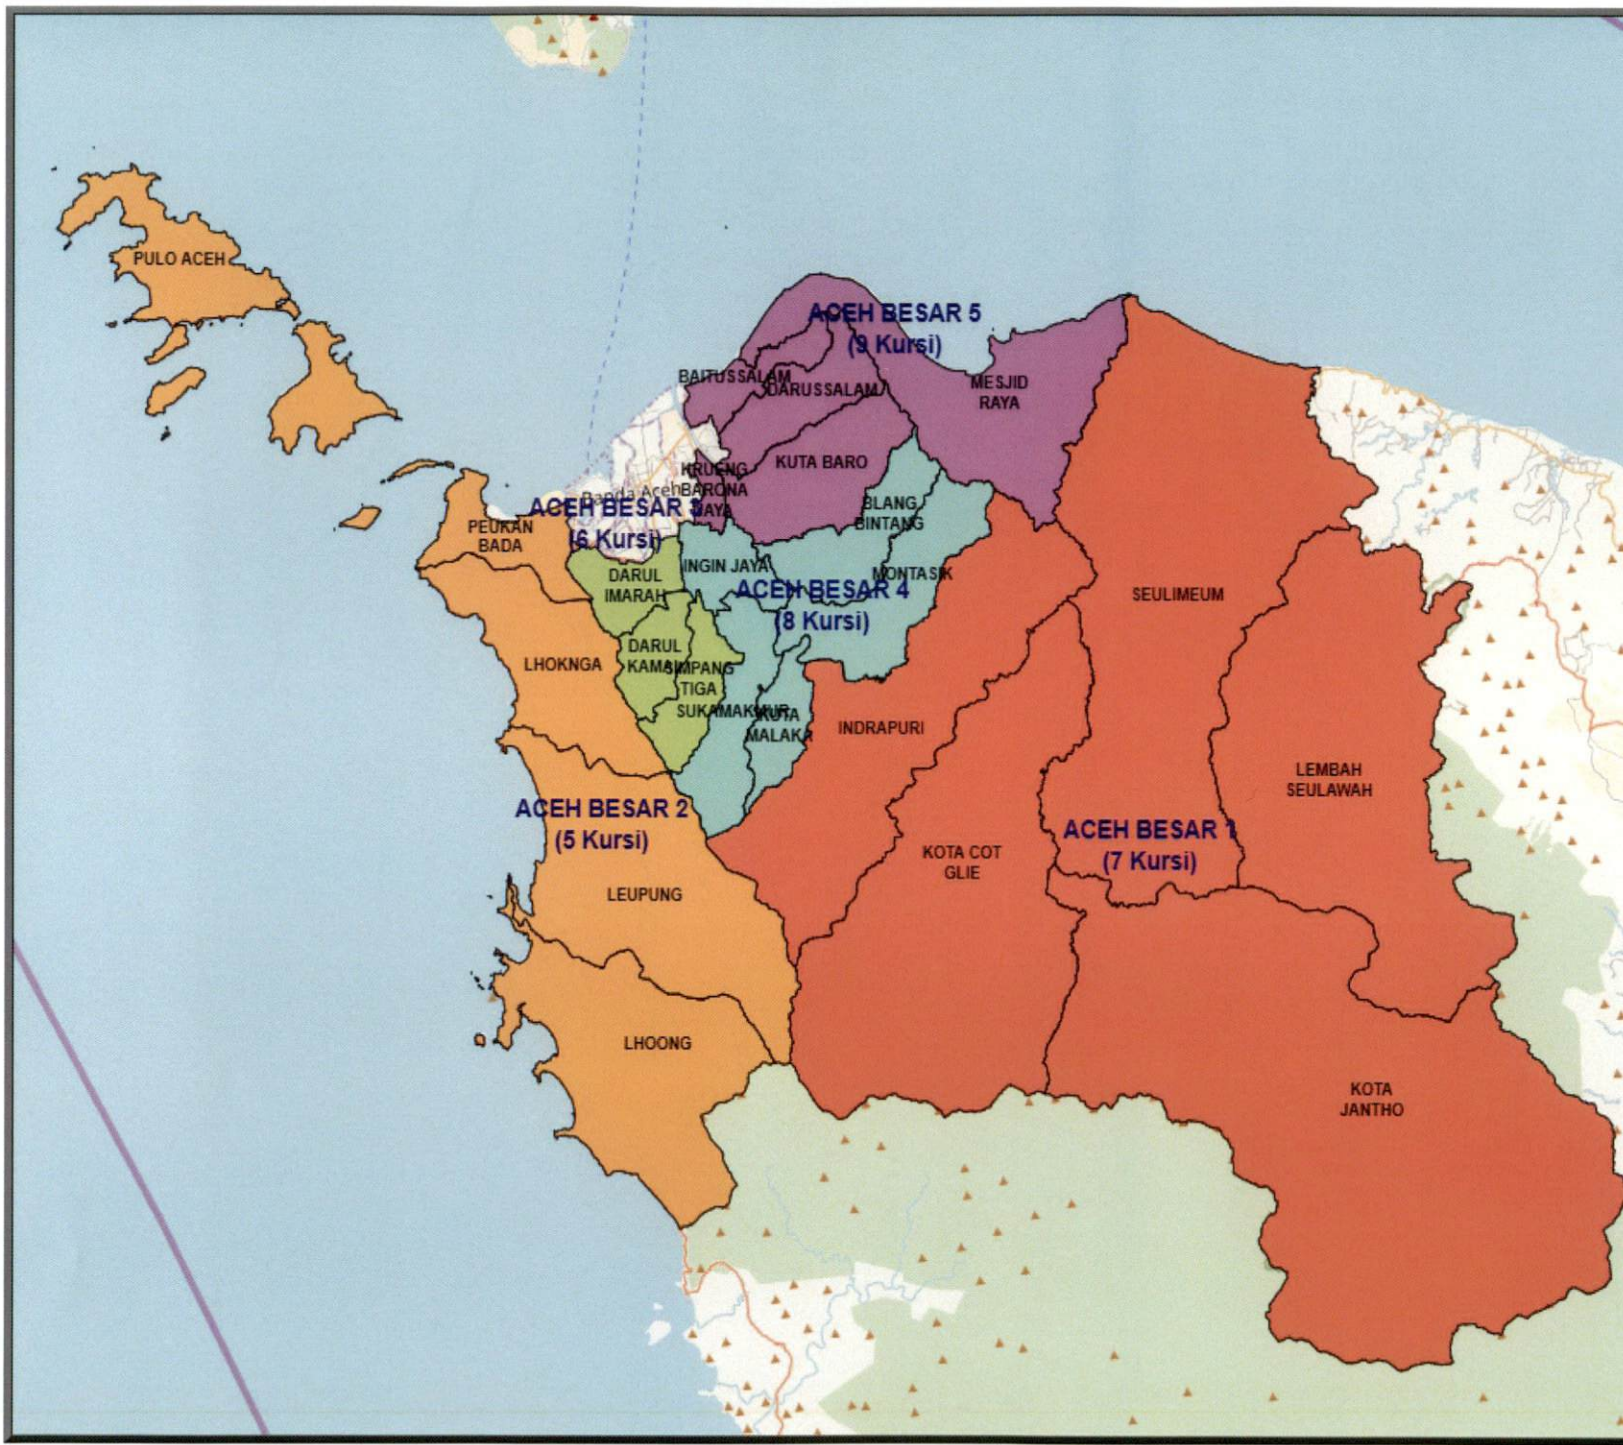 PULO ACEH
ACEH BESAR 5
(9 Kursi)
BAITUSSALAM
DARUSSALAM
MESJID
RAYA
KUTA BARO
KRUENG
BARONA
JAYA
Banda Aceh
BLANG
BINTANG
ACEH BESAR 3
(6 Kursi)
PEUKAN
BADA
INGIN JAYA
MONTASIK
DARUL
IMARAH
ACEH BESAR 4
(8 Kursi)
SEULIMEUM
LHOKNGA
DARUL
KAMAL
SIMPANG
TIGA
SUKAMAKMUR
KUTA
MALAKA
INDRAPURI
LEMBAH
SEULAWAH
ACEH BESAR 2
(5 Kursi)
ACEH BESAR 1
(7 Kursi)
KOTA COT
GLIE
LEUPUNG
LHOONG
KOTA
JANTHO